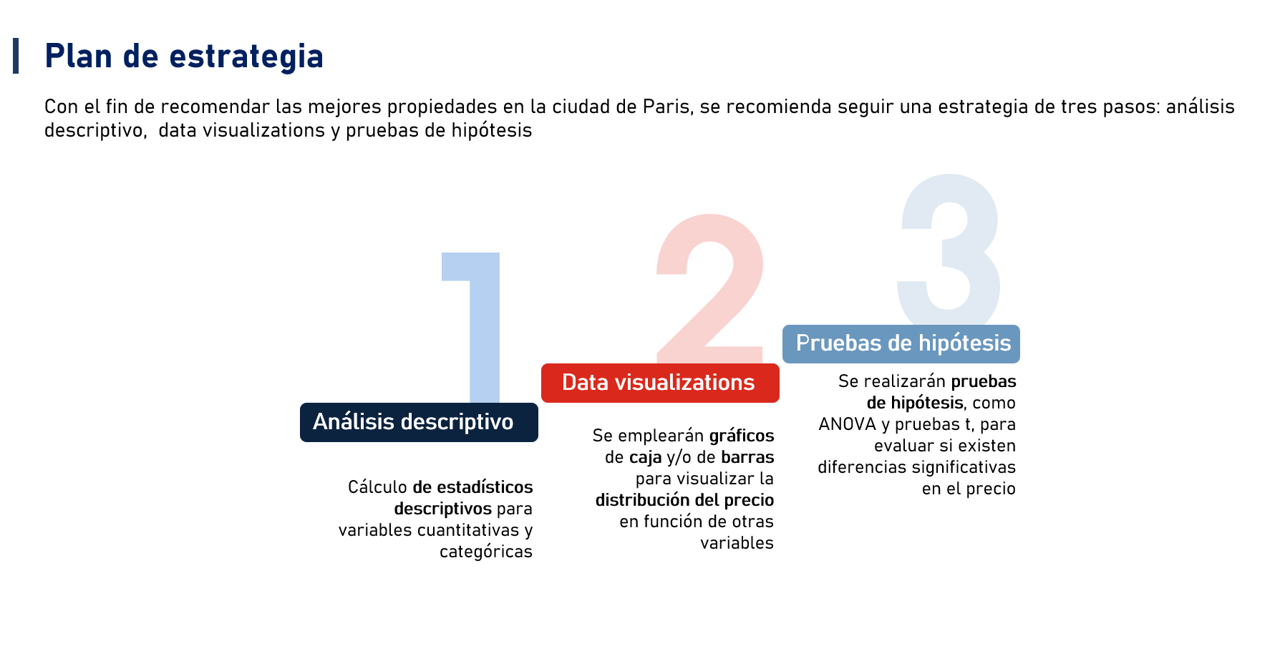 Plan de estrategia
Con el fin de recomendar las mejores propiedades en la ciudad de Paris, se recomienda seguir una estrategia de tres pasos: análisis
descriptivo,  data visualizations y pruebas de hipótesis
1
Análisis descriptivo
Cálculo de estadísticos
descriptivos para
variables cuantitativas y
categóricas
2
Data visualizations
Se emplearán gráficos
de caja y/o de barras
para visualizar la
distribución del precio
en función de otras
variables
3
Pruebas de hipótesis
Se realizarán pruebas
de hipótesis, como
ANOVA y pruebas t, para
evaluar si existen
diferencias significativas
en el precio